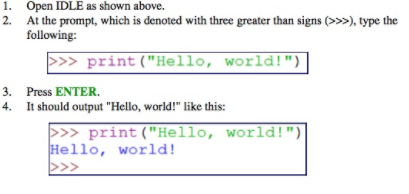 1. Open IDLE as shown above.
2. At the prompt, which is denoted with three greater than signs (>>>), type the
following:
>>> print("Hello, world!")
3. Press ENTER.
4. It should output "Hello, world!" like this:
>>> print("Hello, world!")
Hello, world!
>>>